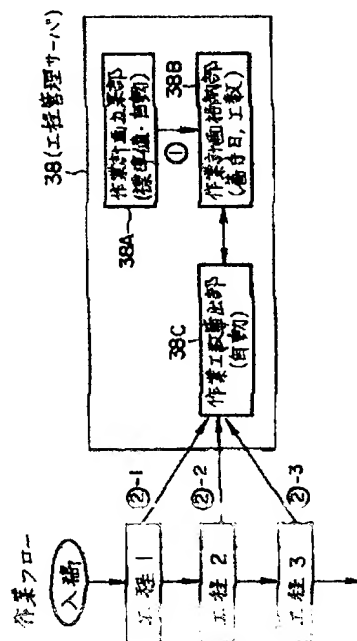 作業フロー
入稿
工程 1
工程 2
工程 3
②-1
②-2
②-3
38 (工程管理サーバ)
38A
作業計画立案部
(標準値・自動)
①
38B
作業計画格納部
(着手日, 工数)
38C
作業工数算出部
(自動)